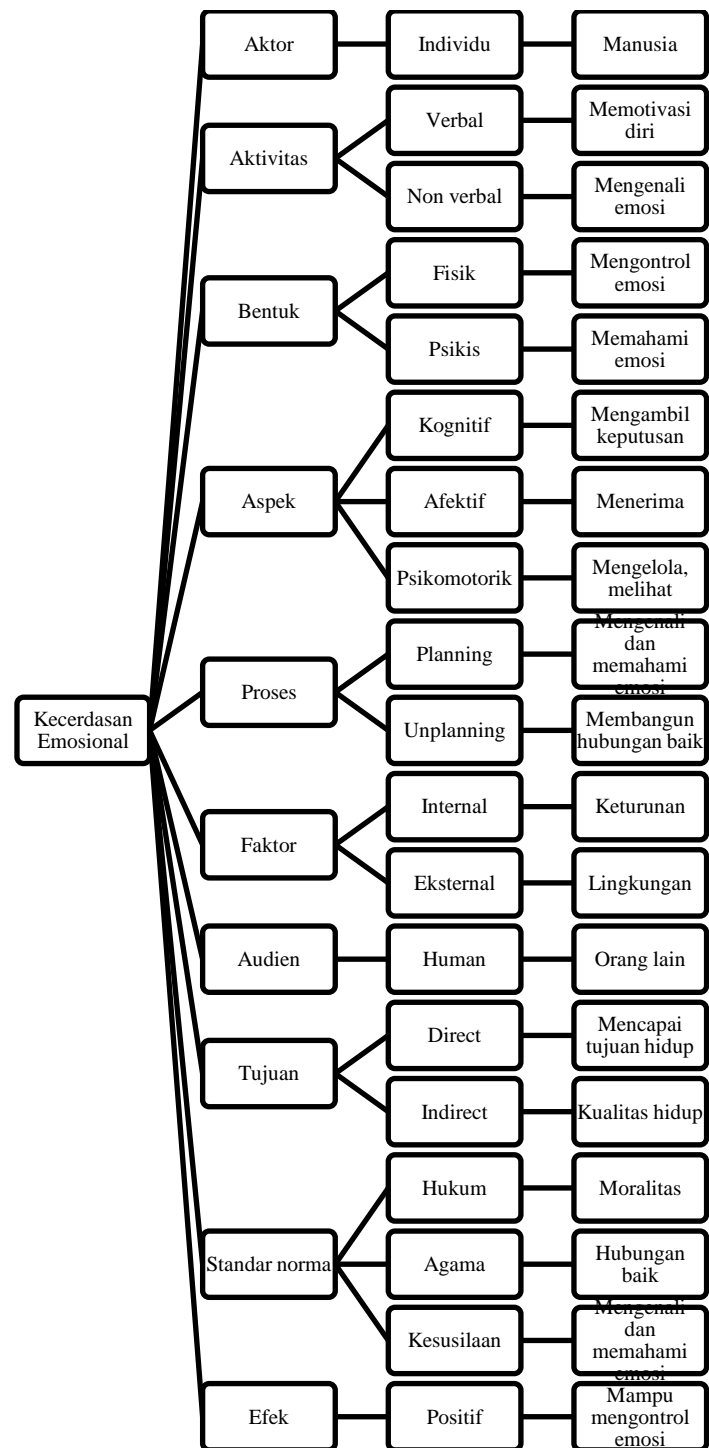 Aktor
Individu
Manusia
Aktivitas
Verbal
Memotivasi
diri
Non verbal
Mengenali
emosi
Bentuk
Fisik
Mengontrol
emosi
Psikis
Memahami
emosi
Aspek
Kognitif
Mengambil
keputusan
Afektif
Menerima
Psikomotorik
Mengelola,
melihat
Kecerdasan
Emosional
Proses
Planning
Mengenali
dan
memahami
emosi
Unplanning
Membangun
hubungan baik
Faktor
Internal
Keturunan
Eksternal
Lingkungan
Audien
Human
Orang lain
Tujuan
Direct
Mencapai
tujuan hidup
Indirect
Kualitas hidup
Standar norma
Hukum
Moralitas
Agama
Hubungan
baik
Kesusilaan
Mengenali
dan
memahami
emosi
Efek
Positif
Mampu
mengontrol
emosi